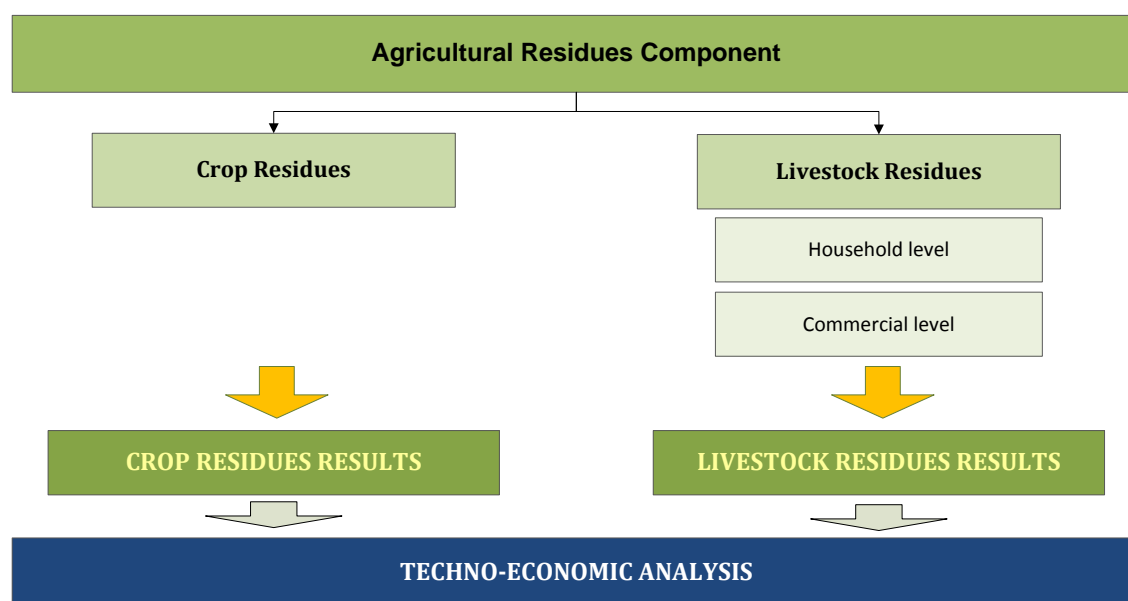 Agricultural Residues Component
Crop Residues
Livestock Residues
Household level
Commercial level
CROP RESIDUES RESULTS
LIVESTOCK RESIDUES RESULTS
TECHNO-ECONOMIC ANALYSIS